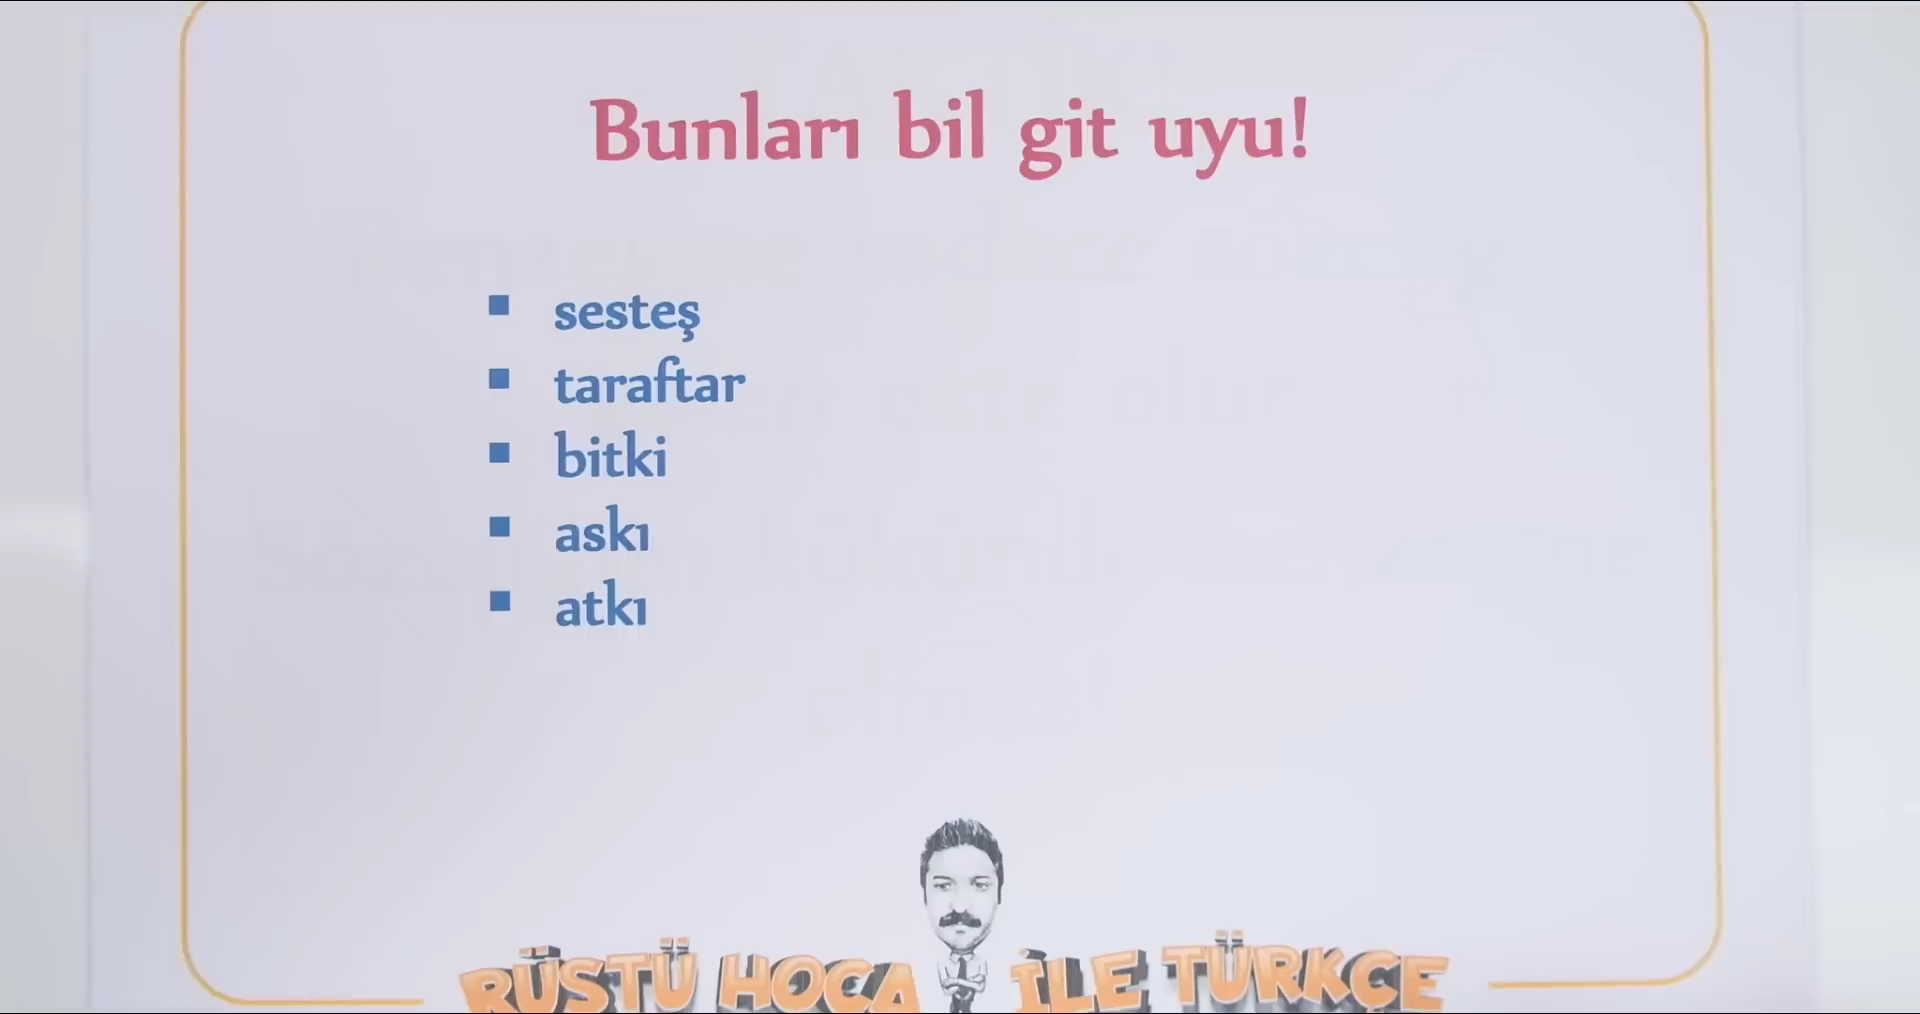 Bunları bil git uyu!
▪ sesteş
▪ taraftar
▪ bitki
▪ askı
▪ atkı
RÜŞTÜ HOCA İLE TÜRKÇE